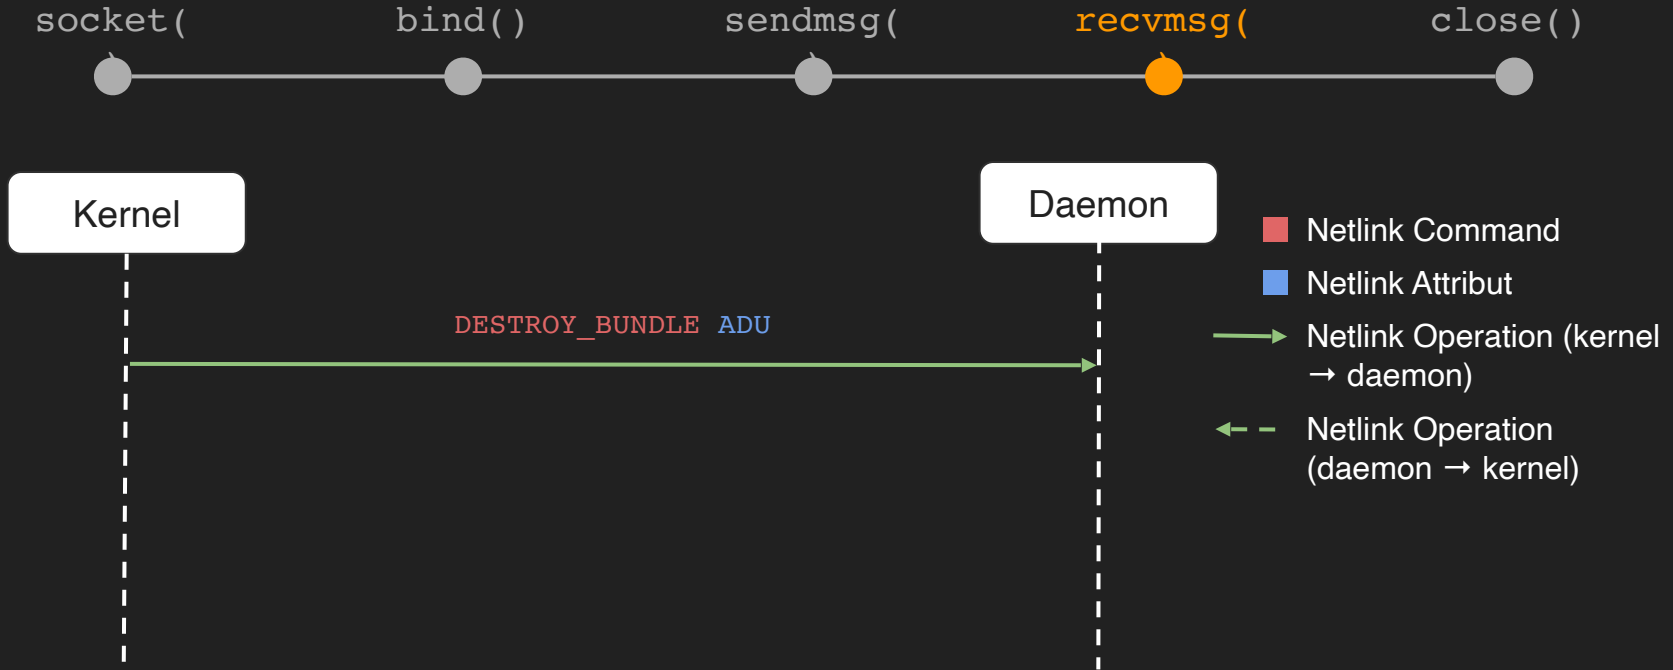 socket(
bind()
sendmsg(
recvmsg(
close()
Kernel
Daemon
DESTROY_BUNDLE ADU
Netlink Command
Netlink Attribut
Netlink Operation (kernel
→ daemon)
Netlink Operation
(daemon → kernel)